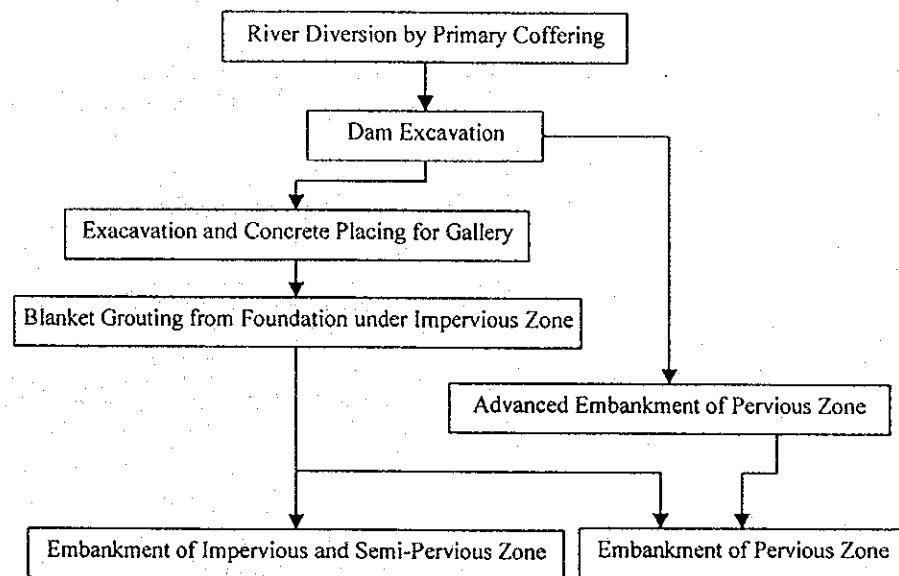 River Diversion by Primary Coffering
Dam Excavation
Exacavation and Concrete Placing for Gallery
Blanket Grouting from Foundation under Impervious Zone
Advanced Embankment of Pervious Zone
Embankment of Impervious and Semi-Pervious Zone
Embankment of Pervious Zone